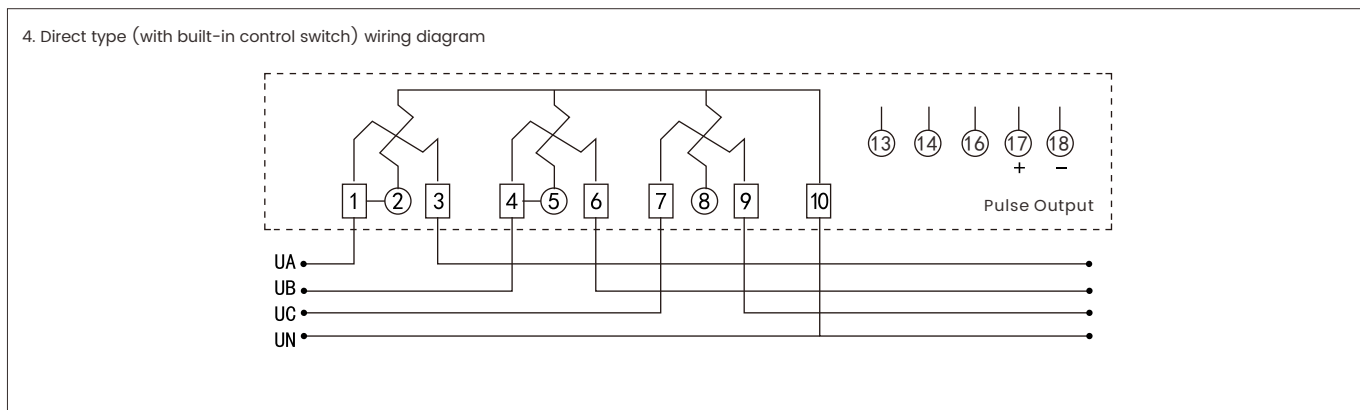 4. Direct type (with built-in control switch) wiring diagram
13 14 16 17 18
+ −
1 2 3 4 5 6 7 8 9 10
Pulse Output
UA
UB
UC
UN